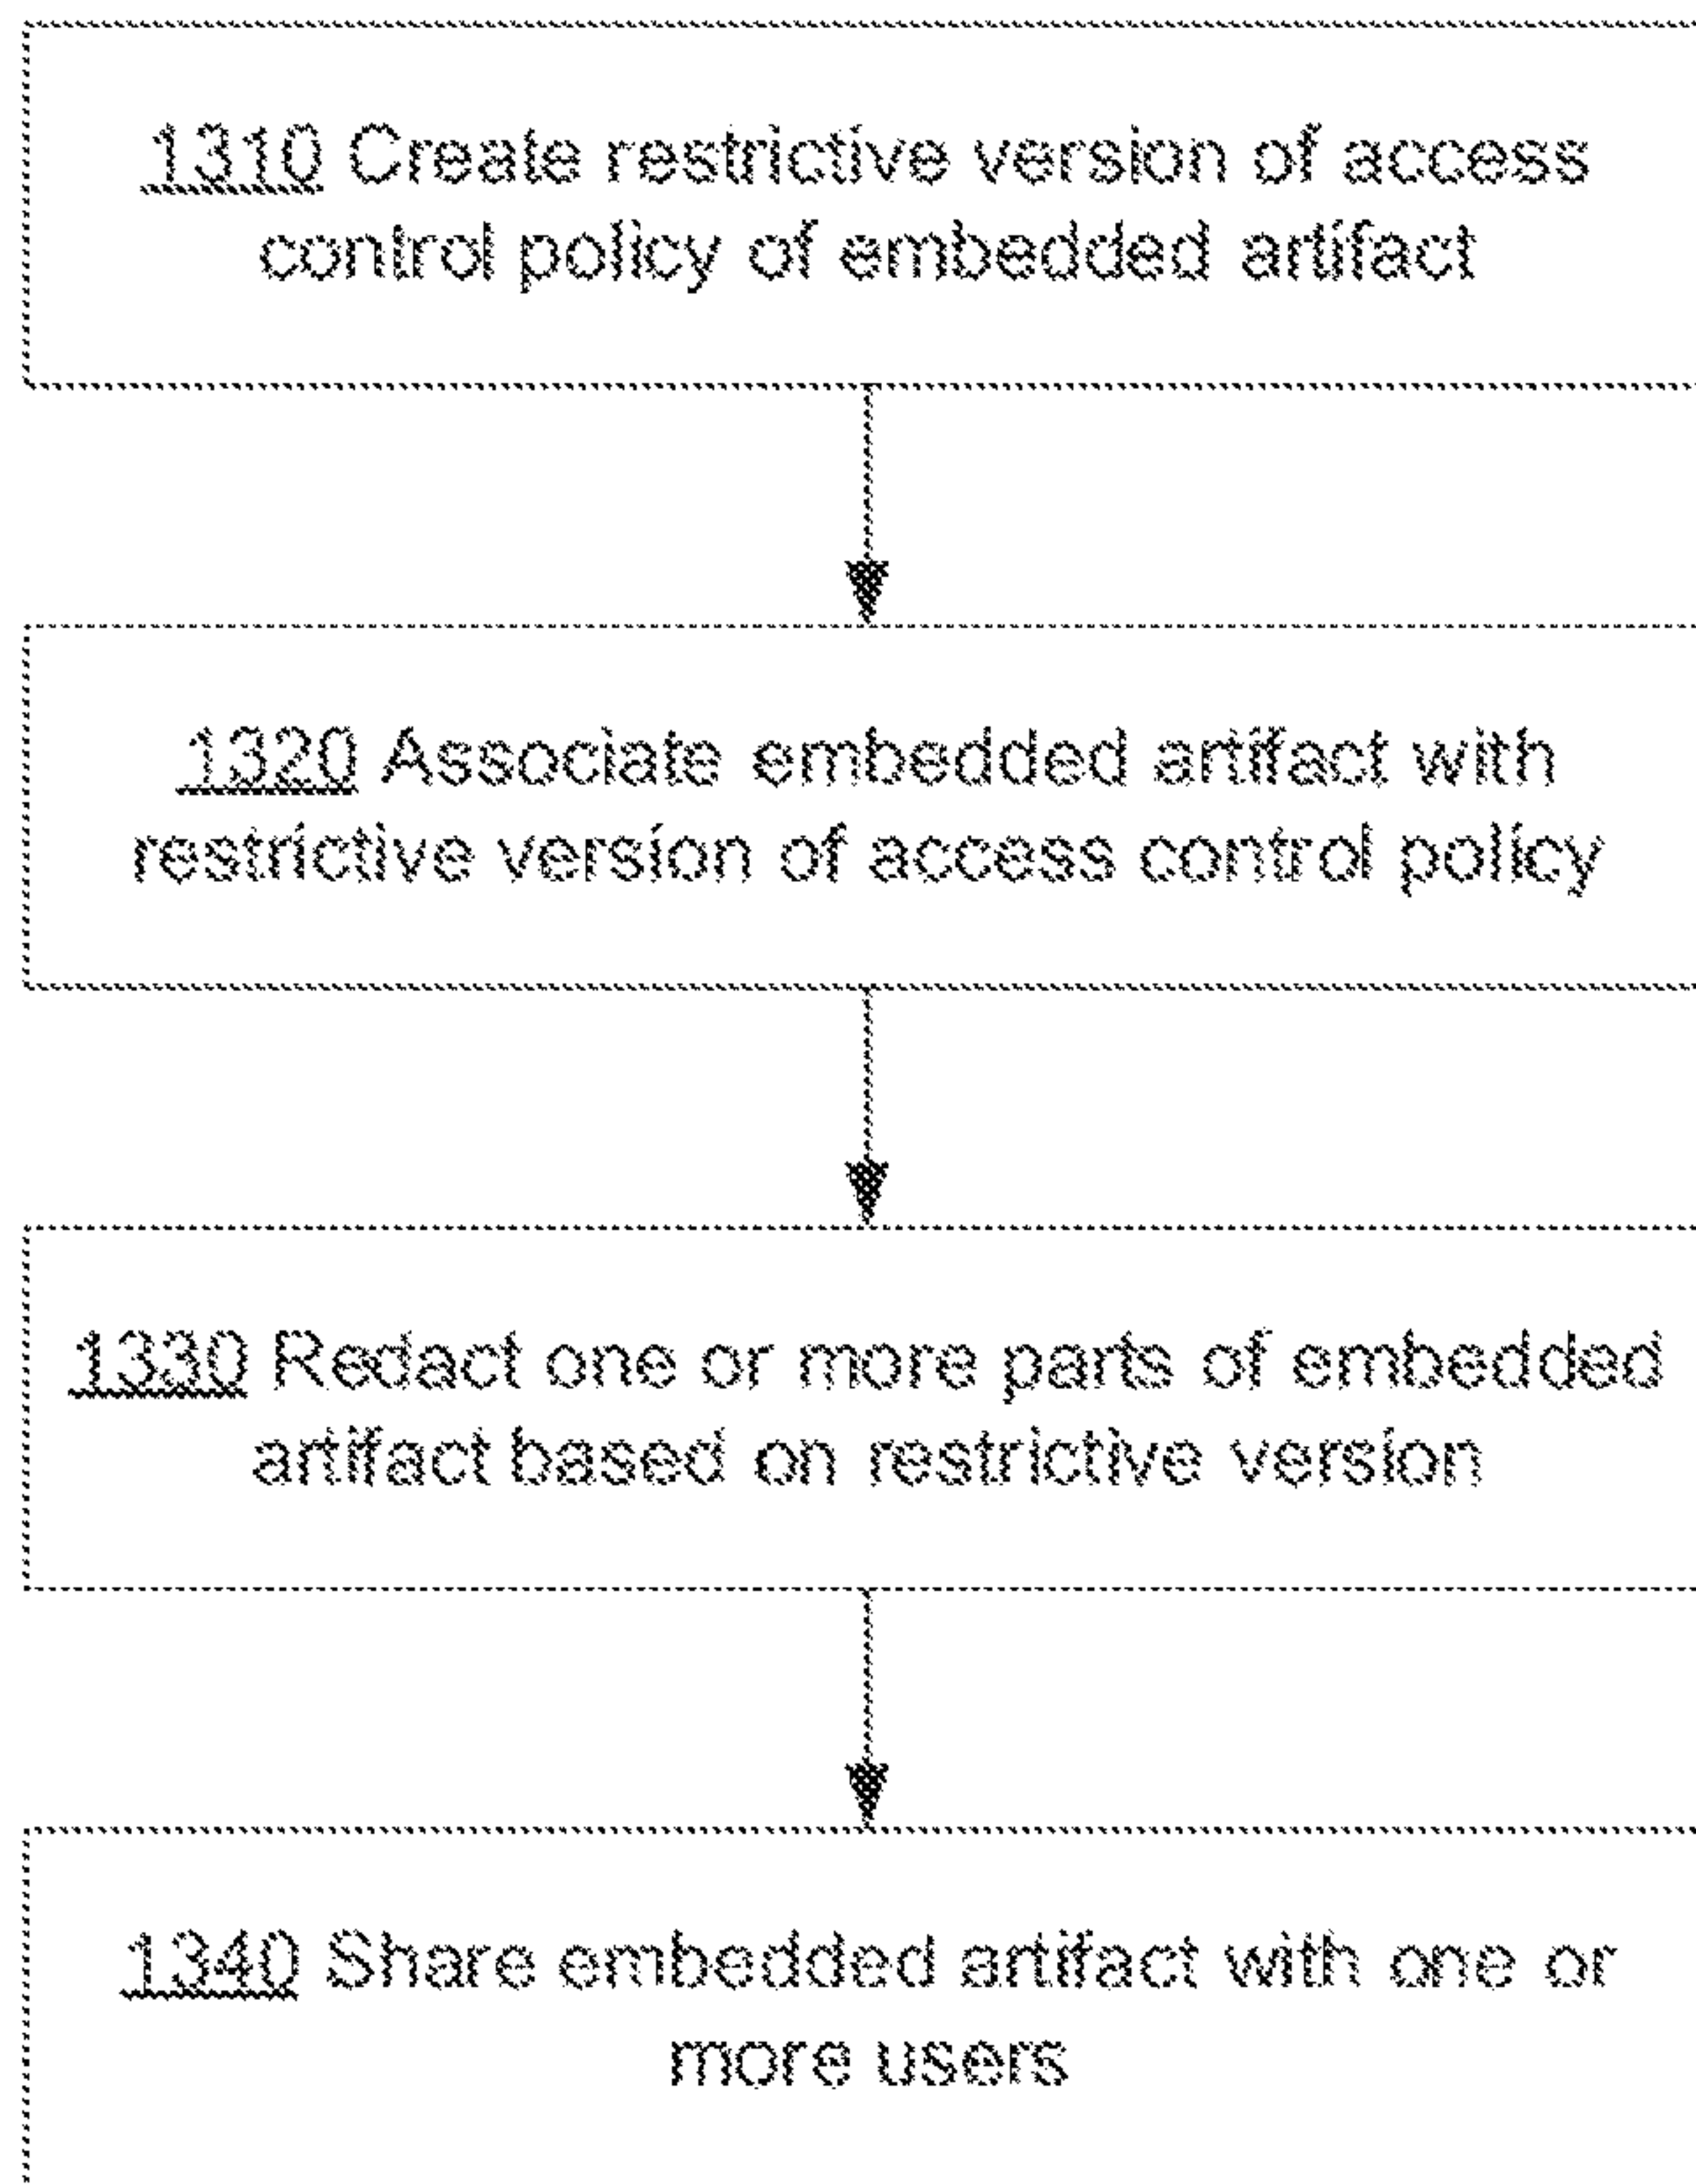 1310 Create restrictive version of access
control policy of embedded artifact
1320 Associate embedded artifact with
restrictive version of access control policy
1330 Redact one or more parts of embedded
artifact based on restrictive version
1340 Share embedded artifact with one or
more users